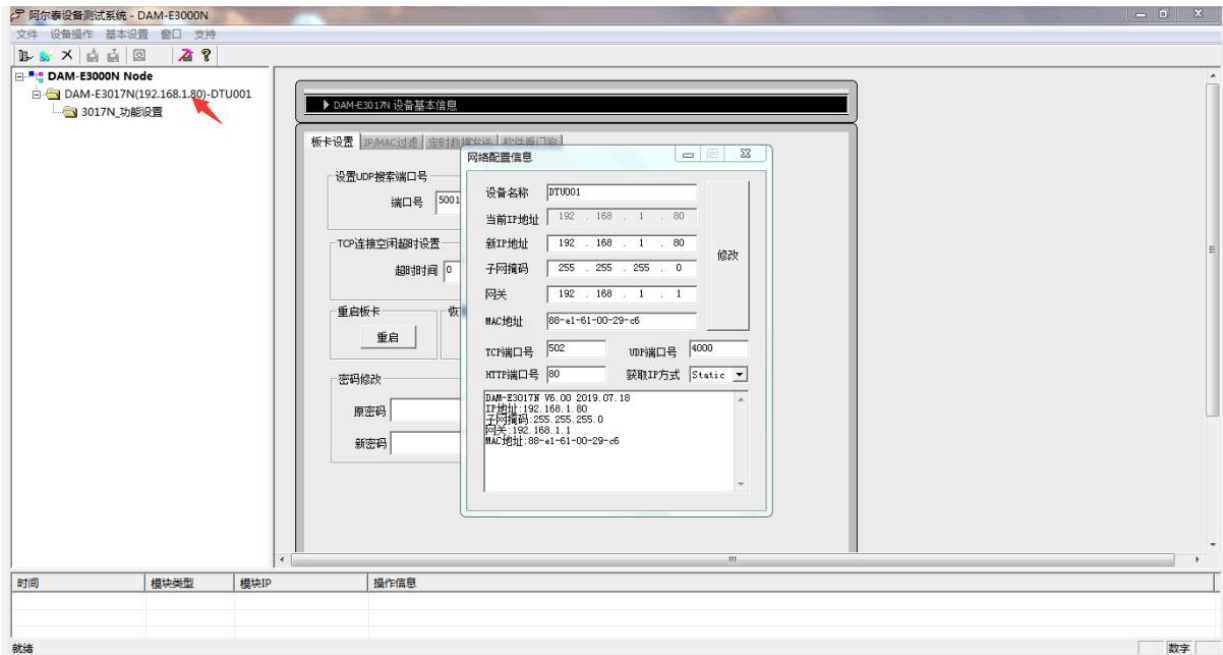 阿尔泰设备测试系统 - DAM-E3000N
文件 设备操作 基本设置 窗口 支持
DAM-E3000N Node
DAM-E3017N(192.168.1.80)-DTU001
3017N_功能设置
DAM-E3017N 设备基本信息
板卡设置 IP/MAC过滤
设置UDP搜索端口号
端口号 5001
TCP连接空闲超时设置
超时时间 0
重启板卡
重启
密码修改
原密码
新密码
网络配置信息
设备名称 DTU001
当前IP地址 192 . 168 . 1 . 80
新IP地址 192 . 168 . 1 . 80
子网掩码 255 . 255 . 255 . 0
网关 192 . 168 . 1 . 1
MAC地址 88-e1-61-00-29-c6
修改
TCP端口号 502 UDP端口号 4000
HTTP端口号 80 获取IP方式 Static
DAM-E3017N V6.00 2019.07.18
IP地址:192.168.1.80
子网掩码:255.255.255.0
网关:192.168.1.1
MAC地址:88-e1-61-00-29-c6
时间 模块类型 模块IP 操作信息
就绪 数字